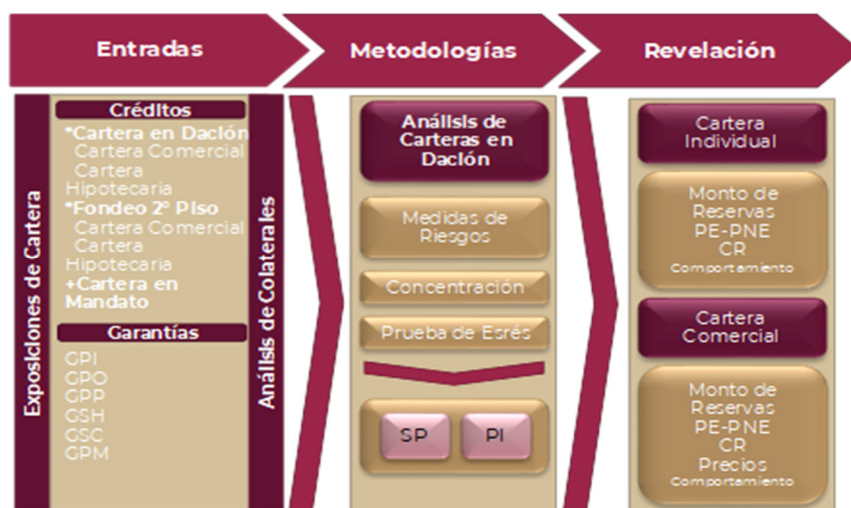 Entradas
Metodologías
Revelación
Exposiciones de Cartera
Créditos
*Cartera en Dación
Cartera Comercial
Cartera
Hipotecaria
*Fondeo 2° Piso
Cartera Comercial
Cartera
Hipotecaria
+Cartera en
Mandato
Garantías
GPI
GPO
GPP
GSH
GSC
GPM
Análisis de Colaterales
Análisis de
Carteras en
Dación
Medidas de
Riesgos
Concentración
Prueba de Esrés
SP
PI
Cartera
Individual
Monto de
Reservas
PE-PNE
CR
Comportamiento
Cartera
Comercial
Monto de
Reservas
PE-PNE
CR
Precios
Comportamiento